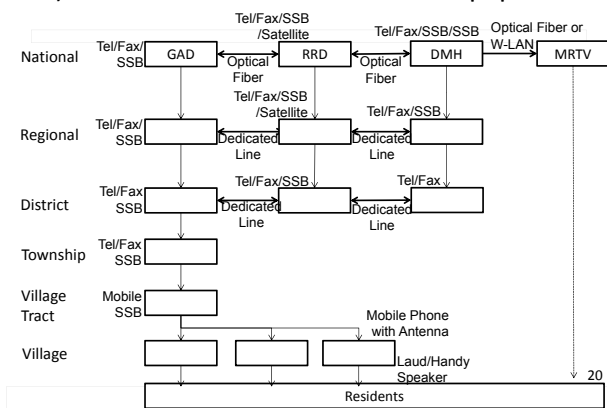 Tel/Fax/SSB
/Satellite
Tel/Fax/SSB/SSB
Optical Fiber or
W-LAN
National
Tel/Fax/
SSB
GAD
RRD
DMH
MRTV
Optical
Fiber
Optical
Fiber
Tel/Fax/SSB
/Satellite
Tel/Fax/SSB
Regional
Tel/Fax/
SSB
Dedicated
Line
Dedicated
Line
Tel/Fax/SSB
Tel/Fax
District
Tel/Fax
SSB
Dedicated
Line
Dedicated
Line
Township
Tel/Fax
SSB
Village
Tract
Mobile
SSB
Mobile Phone
with Antenna
Village
Laud/Handy
Speaker
20
Residents